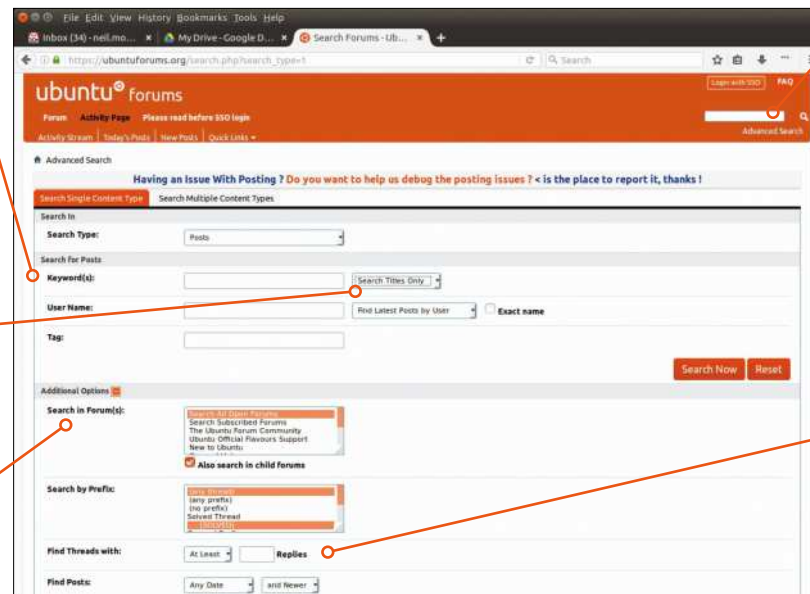 File Edit View History Bookmarks Tools Help
Inbox (34) - neil.mo... × My Drive - Google D... × Search Forums - Ub... × +
https://ubuntuforums.org/search.php?search_type=1 Search
ubuntu® forums
Login with SSO FAQ
Forum Activity Page Please read before SSO login
Activity Stream Today's Posts New Posts Quick Links
Advanced Search
Advanced Search
Having an Issue With Posting ? Do you want to help us debug the posting issues ? < is the place to report it, thanks !
Search Single Content Type Search Multiple Content Types
Search In
Search Type: Posts
Search for Posts
Keyword(s): Search Titles Only
User Name: Find Latest Posts by User Exact name
Tag:
Search Now Reset
Additional Options
Search in Forum(s): Search All Open Forums
Search Subscribed Forums
The Ubuntu Forum Community
Ubuntu Official Flavours Support
New to Ubuntu
Also search in child forums
Search by Prefix: (any thread)
(any prefix)
(no prefix)
Solved Thread
Find Threads with: At Least Replies
Find Posts: Any Date and Newer